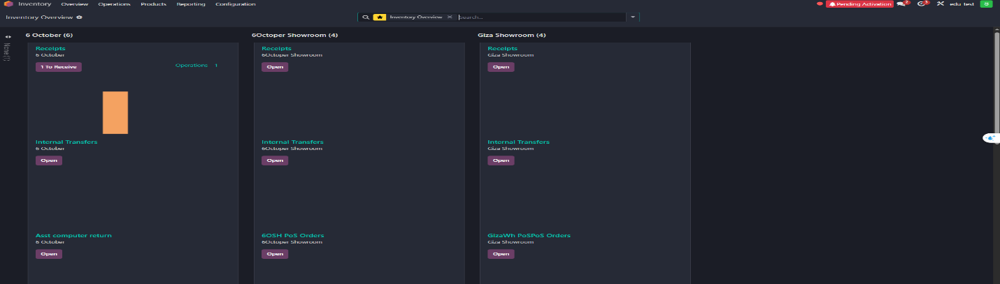 Inventory Overview Operations Products Reporting Configuration
Pending Activation 2 3 edu test S
Inventory Overview
Inventory Overview × Search...
None (1)
6 October (6)
Receipts
6 October
1 To Receive
Operations 1
Internal Transfers
6 October
Open
Asst computer return
6 October
Open
6Octoper Showroom (4)
Receipts
6Octoper Showroom
Open
Internal Transfers
6Octoper Showroom
Open
6OSH PoS Orders
6Octoper Showroom
Open
Giza Showroom (4)
Receipts
Giza Showroom
Open
Internal Transfers
Giza Showroom
Open
GizaWh PoSPoS Orders
Giza Showroom
Open